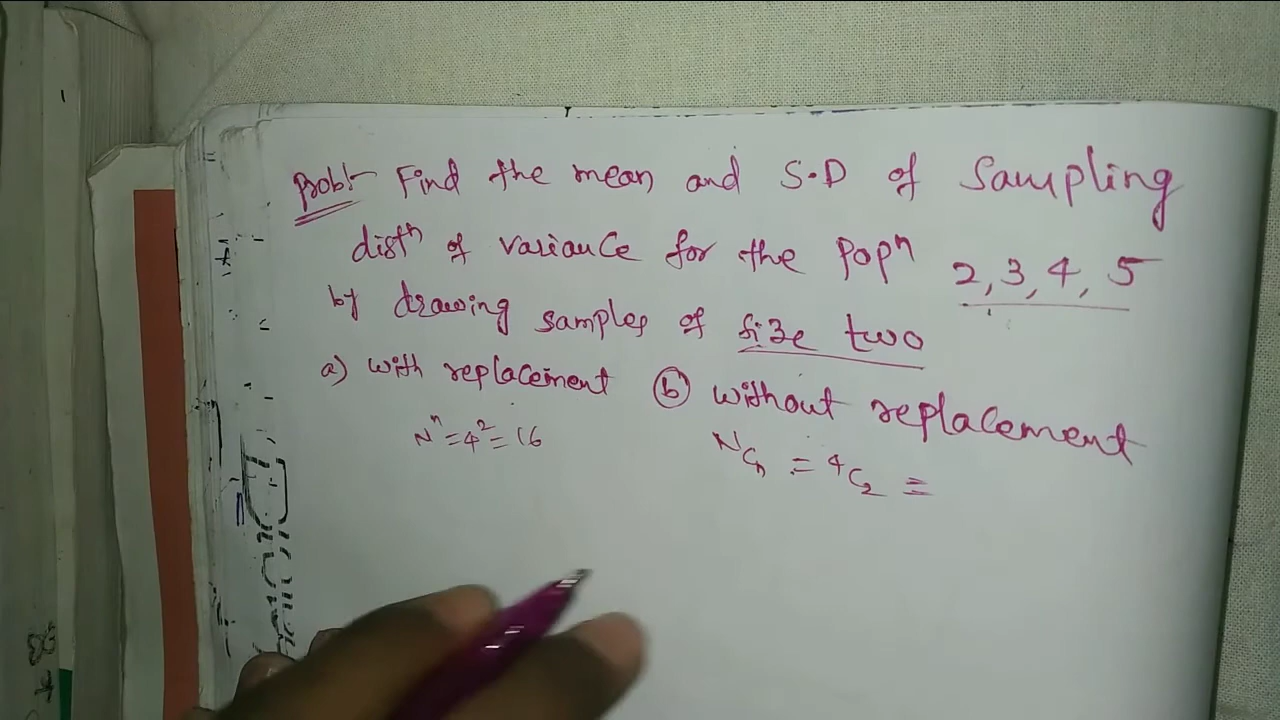 Prob:- Find the mean and S.D of Sampling
distⁿ of variance for the popⁿ 2, 3, 4, 5
by drawing samples of size two
a) with replacement (b) without replacement
Nⁿ = 4² = 16
ᴺCₙ = ⁴C₂ =